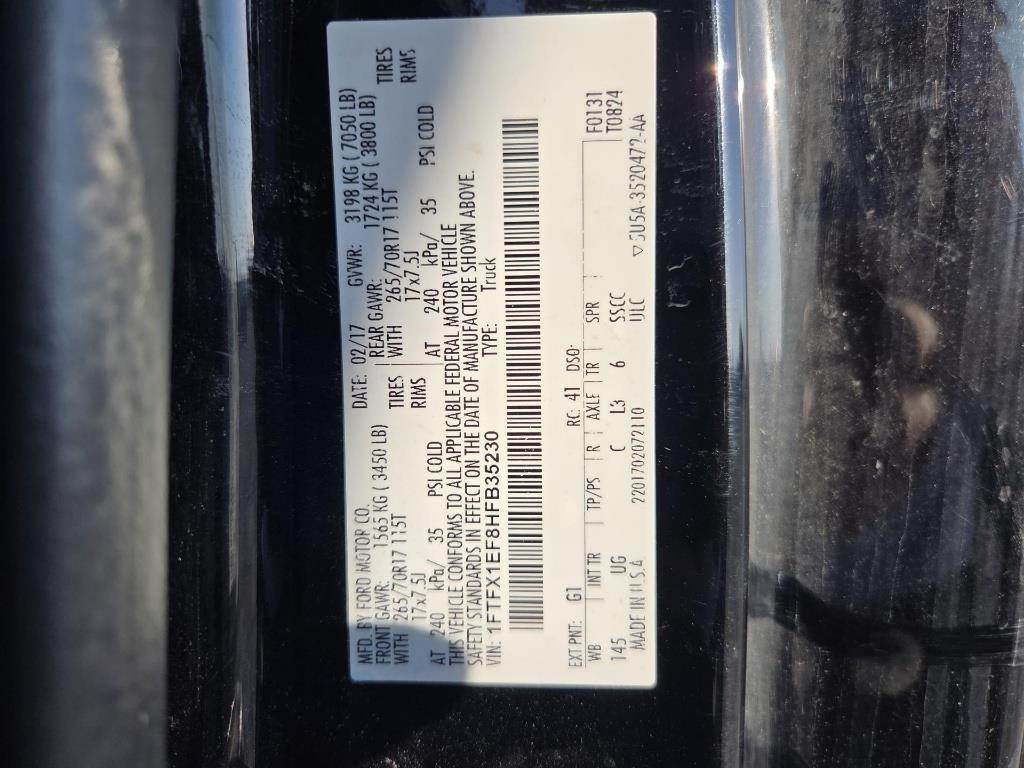 MFD. BY FORD MOTOR CO. DATE: 02/17 GVWR: 3198 KG ( 7050 LB)
FRONT GAWR: 1565 KG ( 3450 LB) REAR GAWR: 1724 KG ( 3800 LB)
WITH 265/70R17 115T TIRES WITH 265/70R17 115T TIRES
17x7.5J RIMS 17x7.5J RIMS
AT 240 kPa/ 35 PSI COLD AT 240 kPa/ 35 PSI COLD
THIS VEHICLE CONFORMS TO ALL APPLICABLE FEDERAL MOTOR VEHICLE
SAFETY STANDARDS IN EFFECT ON THE DATE OF MANUFACTURE SHOWN ABOVE.
VIN: 1FTFX1EF8HFB35230 TYPE: Truck
EXT PNT: G1 RC: 41 DSO: F0131
WB INT TR TP/PS R AXLE TR SPR T0824
145 UG C L3 6 SSCC
MADE IN U.S.A 2201702072110 UJLC
5U5A-3520472-AA